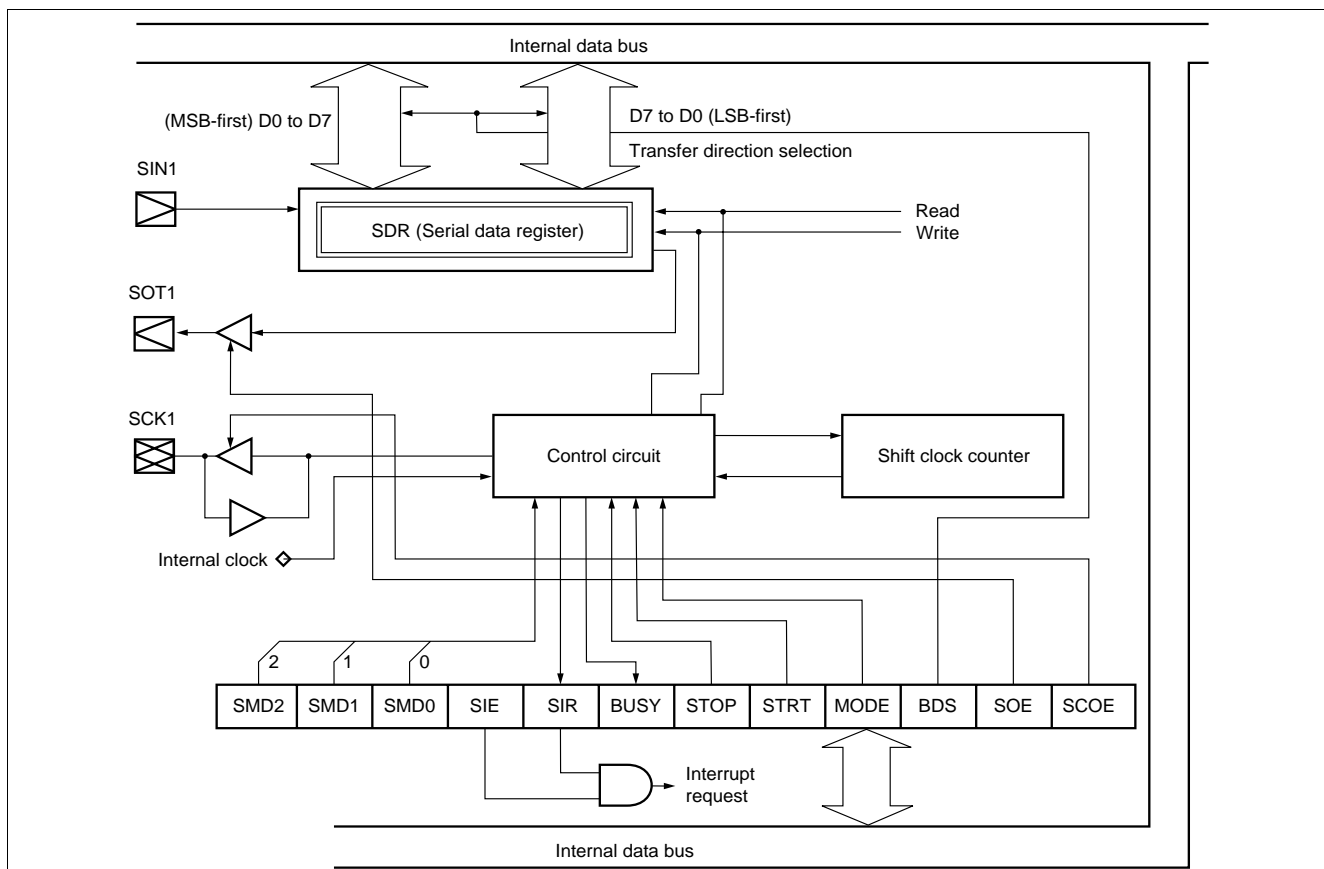 Internal data bus
(MSB-first) D0 to D7
D7 to D0 (LSB-first)
Transfer direction selection
SIN1
SDR (Serial data register)
Read
Write
SOT1
SCK1
Control circuit
Shift clock counter
Internal clock
2
1
0
SMD2
SMD1
SMD0
SIE
SIR
BUSY
STOP
STRT
MODE
BDS
SOE
SCOE
Interrupt
request
Internal data bus